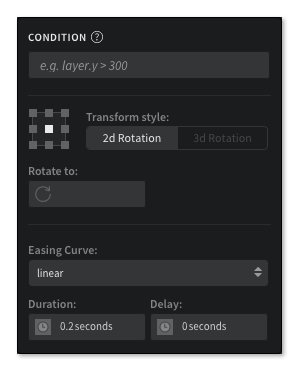 CONDITION ?
e.g. layer.y > 300
Transform style:
2d Rotation 3d Rotation
Rotate to:
Easing Curve:
linear
Duration: Delay:
0.2 seconds 0 seconds